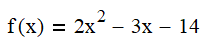 f(x) = 2x² − 3x − 14